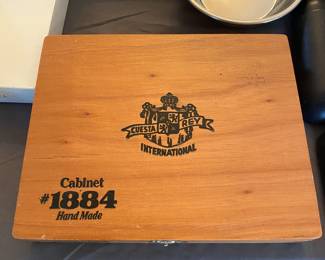 CUESTA REY
INTERNATIONAL
Cabinet
#1884
Hand Made